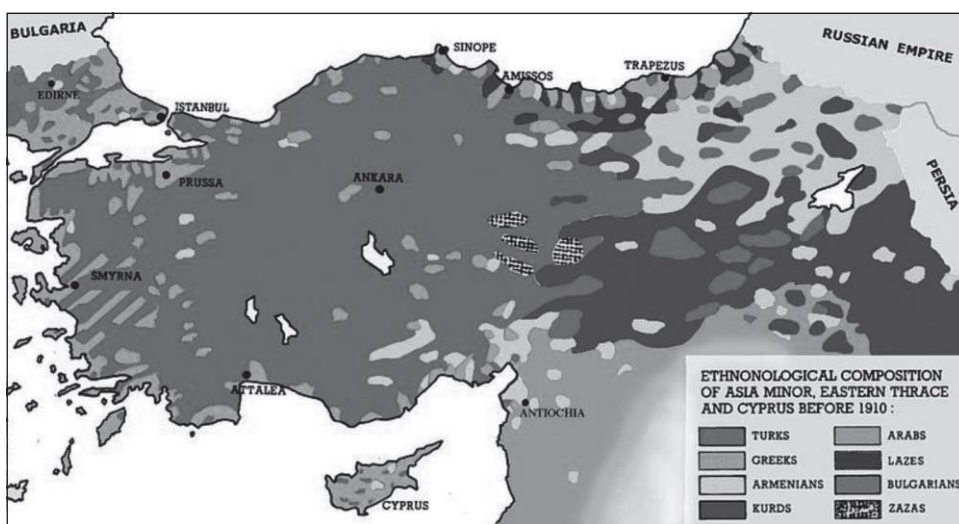 BULGARIA
RUSSIAN EMPIRE
SINOPE
TRAPEZUS
AMISSOS
EDIRNE
ISTANBUL
PERSIA
PRUSSA
ANKARA
SMYRNA
ATTALEA
ANTIOCHIA
CYPRUS
ETHNONOLOGICAL COMPOSITION
OF ASIA MINOR, EASTERN THRACE
AND CYPRUS BEFORE 1910 :
TURKS
GREEKS
ARMENIANS
KURDS
ARABS
LAZES
BULGARIANS
ZAZAS